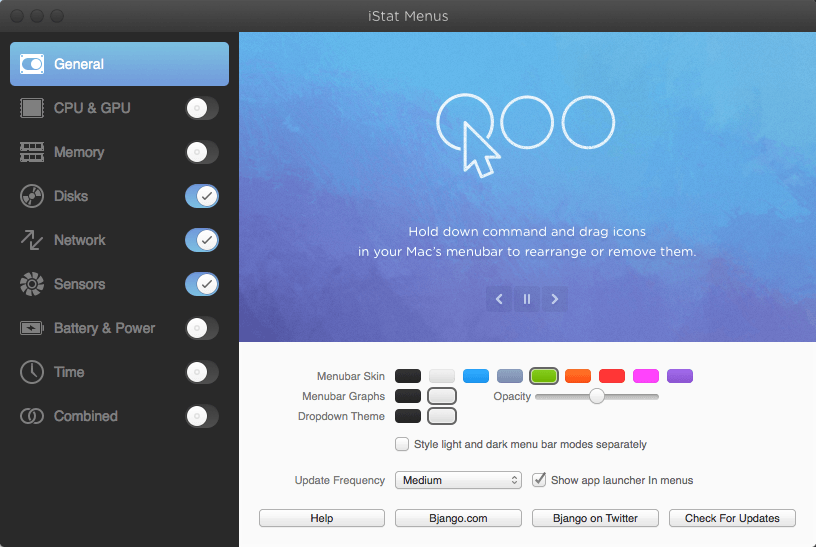 iStat Menus
General
CPU & GPU
Memory
Disks
Network
Sensors
Battery & Power
Time
Combined
Hold down command and drag icons
in your Mac's menubar to rearrange or remove them.
Menubar Skin
Menubar Graphs
Opacity
Dropdown Theme
Style light and dark menu bar modes separately
Update Frequency
Medium
Show app launcher In menus
Help
Bjango.com
Bjango on Twitter
Check For Updates